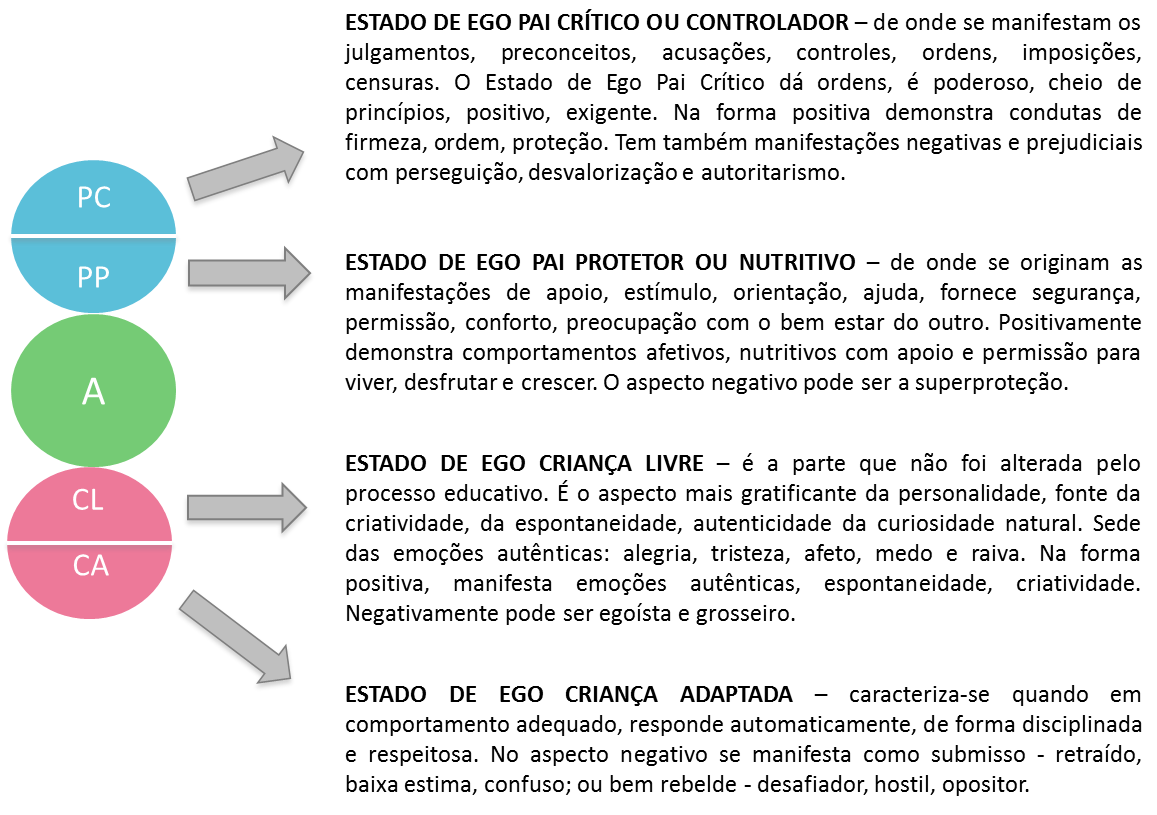 ESTADO DE EGO PAI CRÍTICO OU CONTROLADOR – de onde se manifestam os
julgamentos, preconceitos, acusações, controles, ordens, imposições,
censuras. O Estado de Ego Pai Crítico dá ordens, é poderoso, cheio de
princípios, positivo, exigente. Na forma positiva demonstra condutas de
firmeza, ordem, proteção. Tem também manifestações negativas e prejudiciais
com perseguição, desvalorização e autoritarismo.
PC
PP
ESTADO DE EGO PAI PROTETOR OU NUTRITIVO – de onde se originam as
manifestações de apoio, estímulo, orientação, ajuda, fornece segurança,
permissão, conforto, preocupação com o bem estar do outro. Positivamente
demonstra comportamentos afetivos, nutritivos com apoio e permissão para
viver, desfrutar e crescer. O aspecto negativo pode ser a superproteção.
A
CL
ESTADO DE EGO CRIANÇA LIVRE – é a parte que não foi alterada pelo
processo educativo. É o aspecto mais gratificante da personalidade, fonte da
criatividade, da espontaneidade, autenticidade da curiosidade natural. Sede
das emoções autênticas: alegria, tristeza, afeto, medo e raiva. Na forma
positiva, manifesta emoções autênticas, espontaneidade, criatividade.
Negativamente pode ser egoísta e grosseiro.
CA
ESTADO DE EGO CRIANÇA ADAPTADA – caracteriza-se quando em
comportamento adequado, responde automaticamente, de forma disciplinada
e respeitosa. No aspecto negativo se manifesta como submisso - retraído,
baixa estima, confuso; ou bem rebelde - desafiador, hostil, opositor.